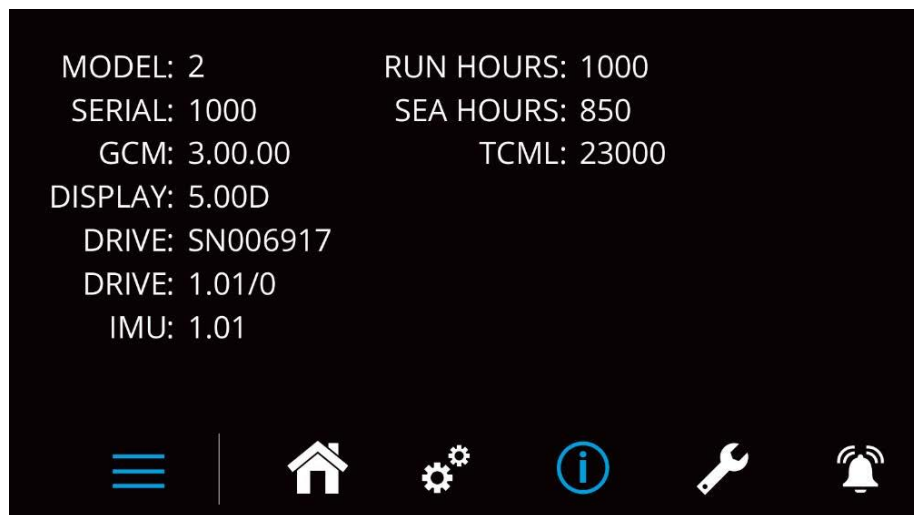 MODEL: 2
SERIAL: 1000
GCM: 3.00.00
DISPLAY: 5.00D
DRIVE: SN006917
DRIVE: 1.01/0
IMU: 1.01
RUN HOURS: 1000
SEA HOURS: 850
TCML: 23000